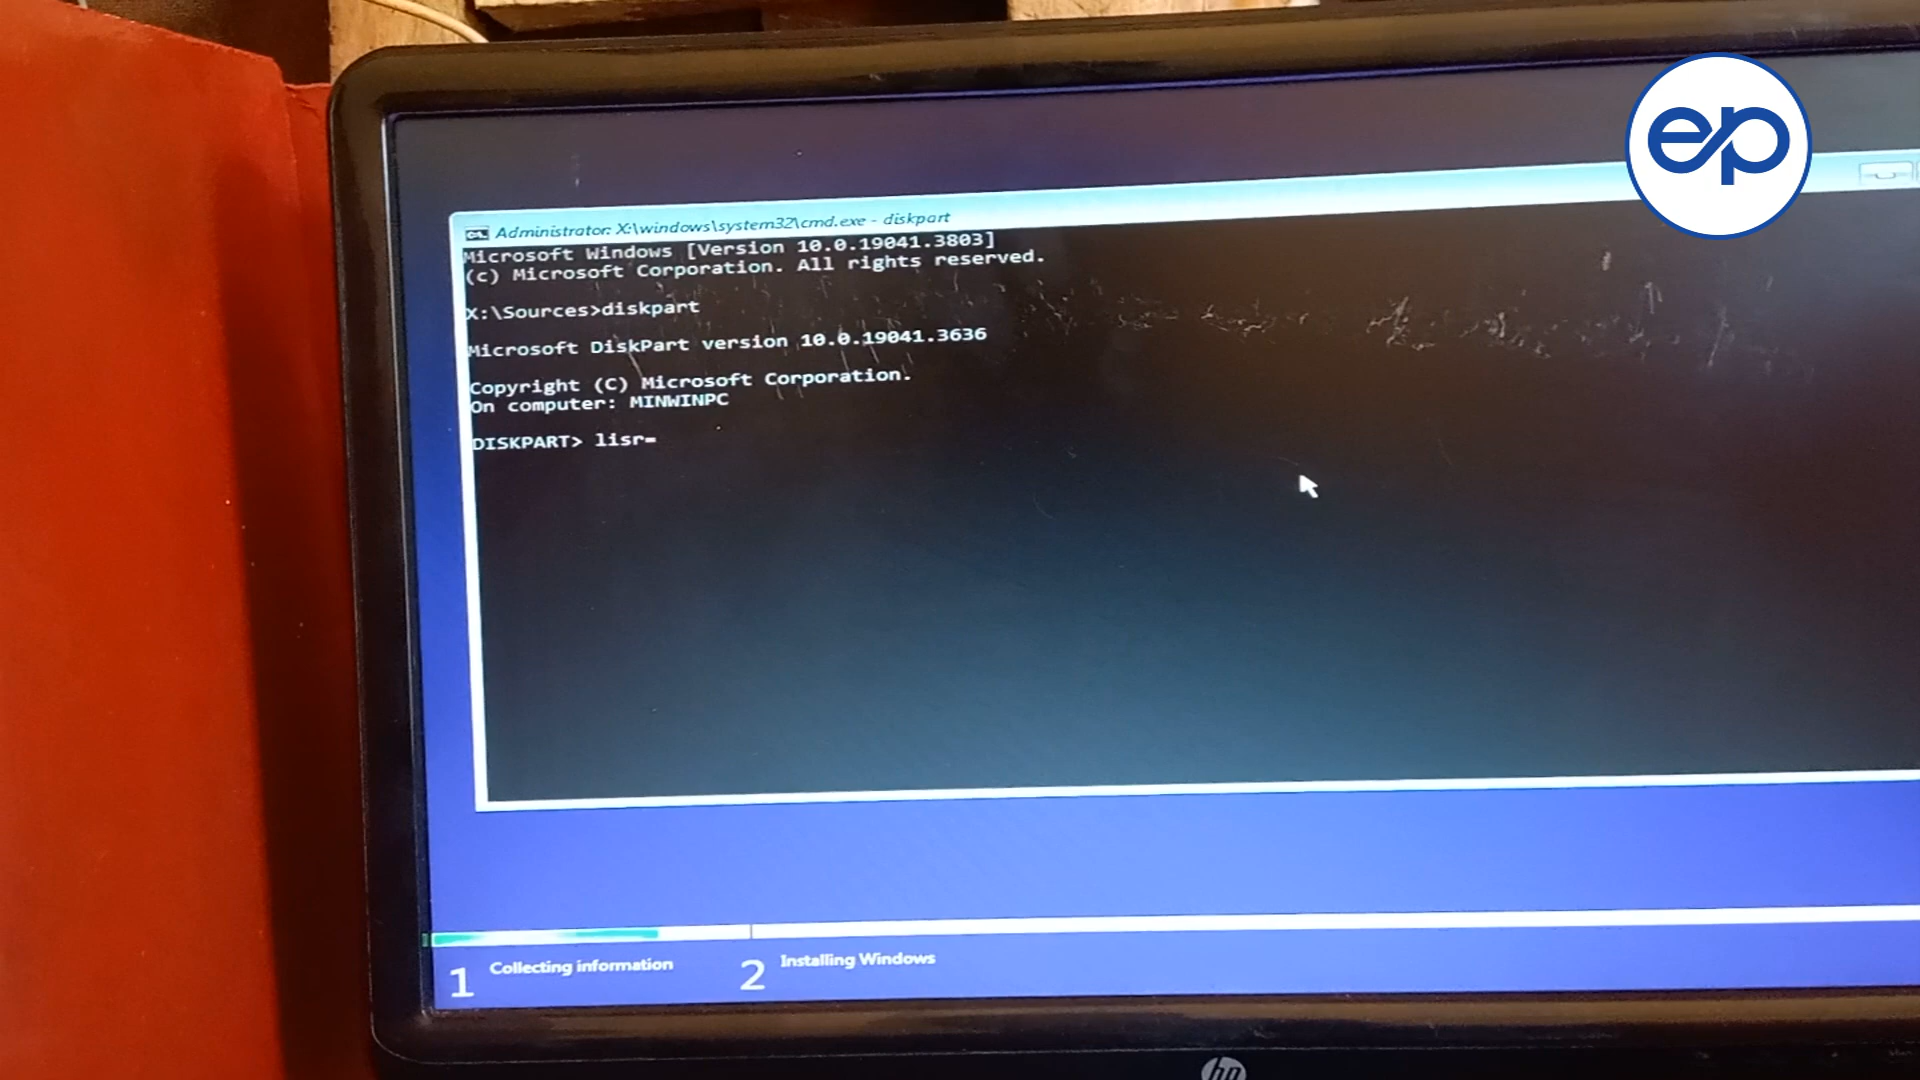 ep
Administrator: X:\windows\system32\cmd.exe - diskpart
Microsoft Windows [Version 10.0.19041.3803]
(c) Microsoft Corporation. All rights reserved.
X:\Sources>diskpart
Microsoft DiskPart version 10.0.19041.3636
Copyright (C) Microsoft Corporation.
On computer: MINWINPC
DISKPART> lisr
1 Collecting information 2 Installing Windows
hp